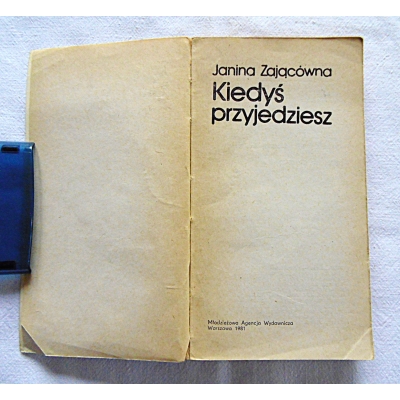 Janina Zającówna
Kiedyś
przyjedziesz
Młodzieżowa Agencja Wydawnicza
Warszawa 1981